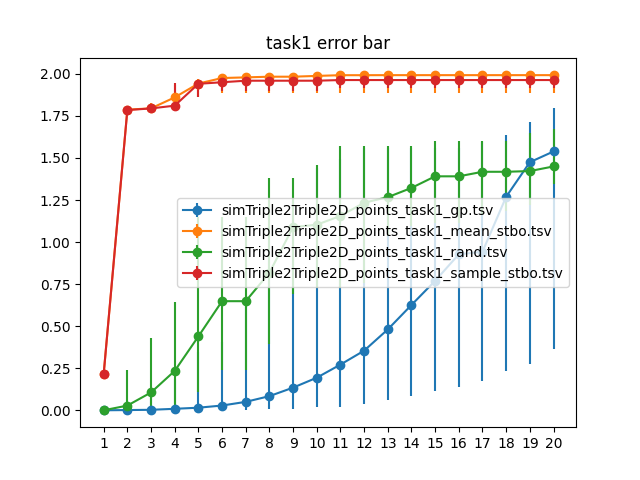 task1 error bar
2.00
1.75
1.50
1.25
1.00
0.75
0.50
0.25
0.00
simTriple2Triple2D_points_task1_gp.tsv
simTriple2Triple2D_points_task1_mean_stbo.tsv
simTriple2Triple2D_points_task1_rand.tsv
simTriple2Triple2D_points_task1_sample_stbo.tsv
1 2 3 4 5 6 7 8 9 10 11 12 13 14 15 16 17 18 19 20